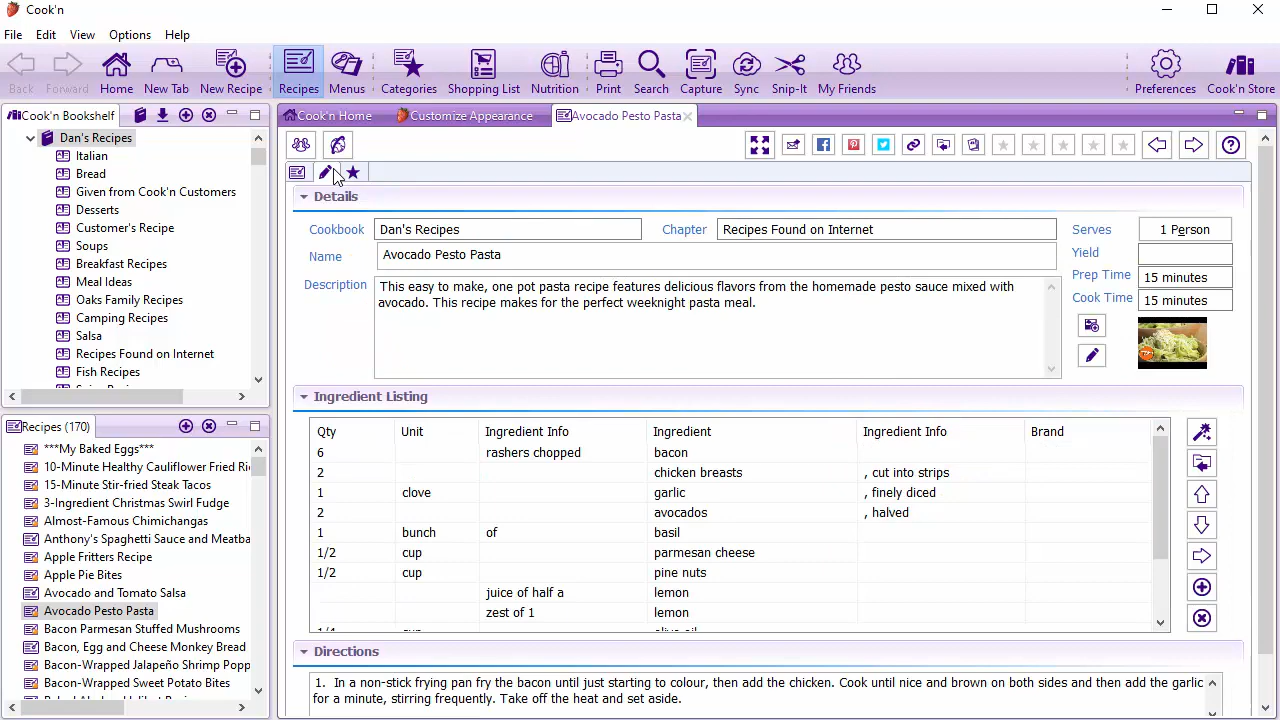 Cook'n
File Edit View Options Help
Back Forward Home New Tab New Recipe Recipes Menus Categories Shopping List Nutrition Print Search Capture Sync Snip-It My Friends Preferences Cook'n Store
Cook'n Bookshelf
Dan's Recipes
Italian
Bread
Given from Cook'n Customers
Desserts
Customer's Recipe
Soups
Breakfast Recipes
Meal Ideas
Oaks Family Recipes
Camping Recipes
Salsa
Recipes Found on Internet
Fish Recipes
Recipes (170)
***My Baked Eggs***
10-Minute Healthy Cauliflower Fried Ri
15-Minute Stir-fried Steak Tacos
3-Ingredient Christmas Swirl Fudge
Almost-Famous Chimichangas
Anthony's Spaghetti Sauce and Meatba
Apple Fritters Recipe
Apple Pie Bites
Avocado and Tomato Salsa
Avocado Pesto Pasta
Bacon Parmesan Stuffed Mushrooms
Bacon, Egg and Cheese Monkey Bread
Bacon-Wrapped Jalapeño Shrimp Popp
Bacon-Wrapped Sweet Potato Bites
Cook'n Home Customize Appearance Avocado Pesto Pasta
Details
Cookbook Dan's Recipes Chapter Recipes Found on Internet Serves 1 Person
Name Avocado Pesto Pasta Yield
Description This easy to make, one pot pasta recipe features delicious flavors from the homemade pesto sauce mixed with
avocado. This recipe makes for the perfect weeknight pasta meal.
Prep Time 15 minutes
Cook Time 15 minutes
Ingredient Listing
Qty Unit Ingredient Info Ingredient Ingredient Info Brand
6 rashers chopped bacon
2 chicken breasts , cut into strips
1 clove garlic , finely diced
2 avocados , halved
1 bunch of basil
1/2 cup parmesan cheese
1/2 cup pine nuts
juice of half a lemon
zest of 1 lemon
Directions
1. In a non-stick frying pan fry the bacon until just starting to colour, then add the chicken. Cook until nice and brown on both sides and then add the garlic
for a minute, stirring frequently. Take off the heat and set aside.